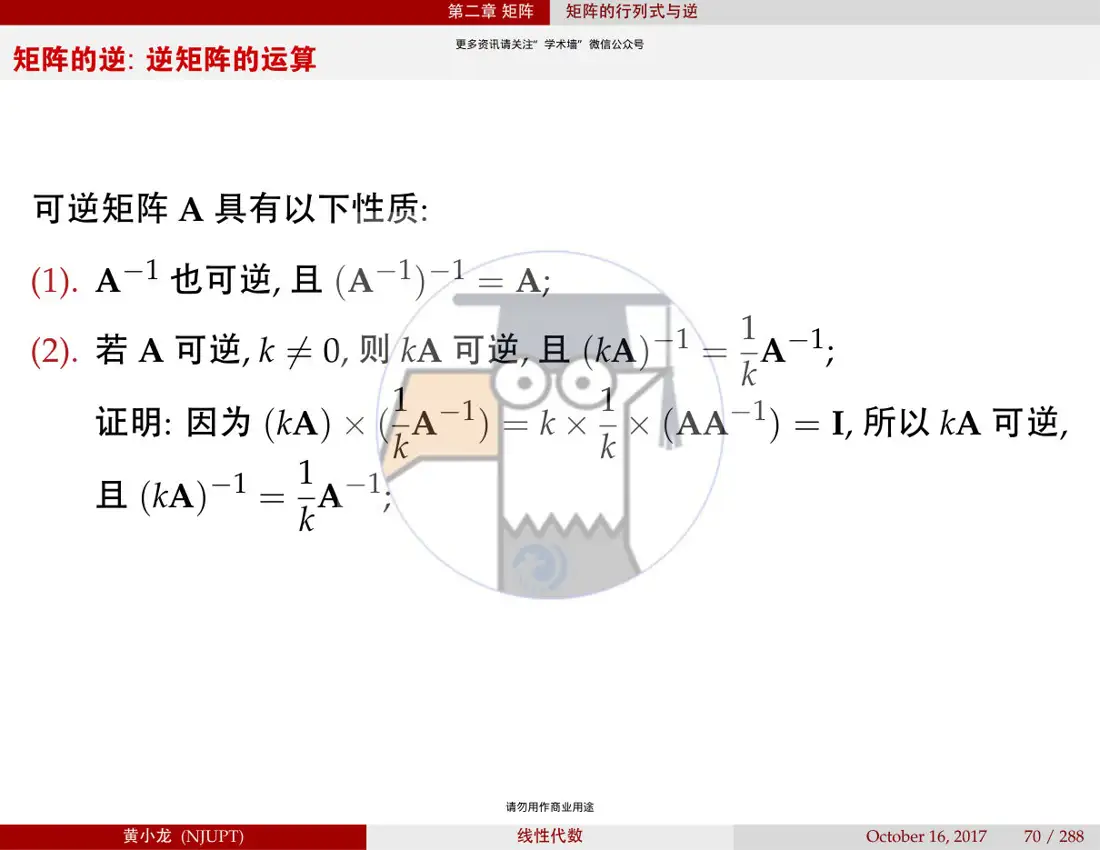 第二章 矩阵 矩阵的行列式与逆
更多资讯请关注“学术墙”微信公众号
矩阵的逆: 逆矩阵的运算
可逆矩阵 A 具有以下性质:
(1). A⁻¹ 也可逆, 且 (A⁻¹)⁻¹ = A;
(2). 若 A 可逆, k ≠ 0, 则 kA 可逆, 且 (kA)⁻¹ = \frac{1}{k}A⁻¹;
证明: 因为 (kA) × (\frac{1}{k}A⁻¹) = k × \frac{1}{k} × (AA⁻¹) = I, 所以 kA 可逆,
且 (kA)⁻¹ = \frac{1}{k}A⁻¹;
请勿用作商业用途
黄小龙 (NJUPT) 线性代数 October 16, 2017 70 / 288